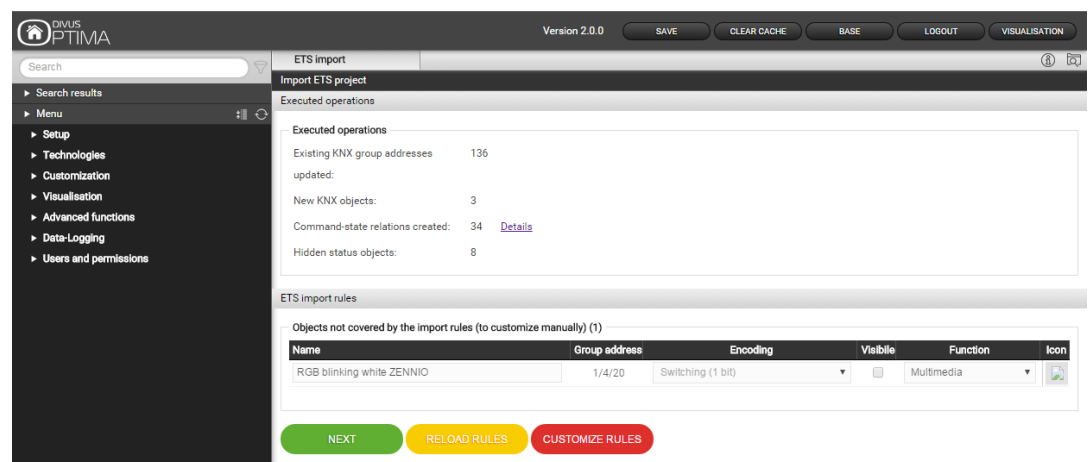 DIVUS
OPTIMA
Version 2.0.0
SAVE
CLEAR CACHE
BASE
LOGOUT
VISUALISATION
Search
Search results
Menu
Setup
Technologies
Customization
Visualisation
Advanced functions
Data-Logging
Users and permissions
ETS import
Import ETS project
Executed operations
Executed operations
Existing KNX group addresses 136
updated:
New KNX objects: 3
Command-state relations created: 34 Details
Hidden status objects: 8
ETS import rules
Objects not covered by the import rules (to customize manually) (1)
Name Group address Encoding Visibile Function Icon
RGB blinking white ZENNIO 1/4/20 Switching (1 bit) Multimedia
NEXT
RELOAD RULES
CUSTOMIZE RULES